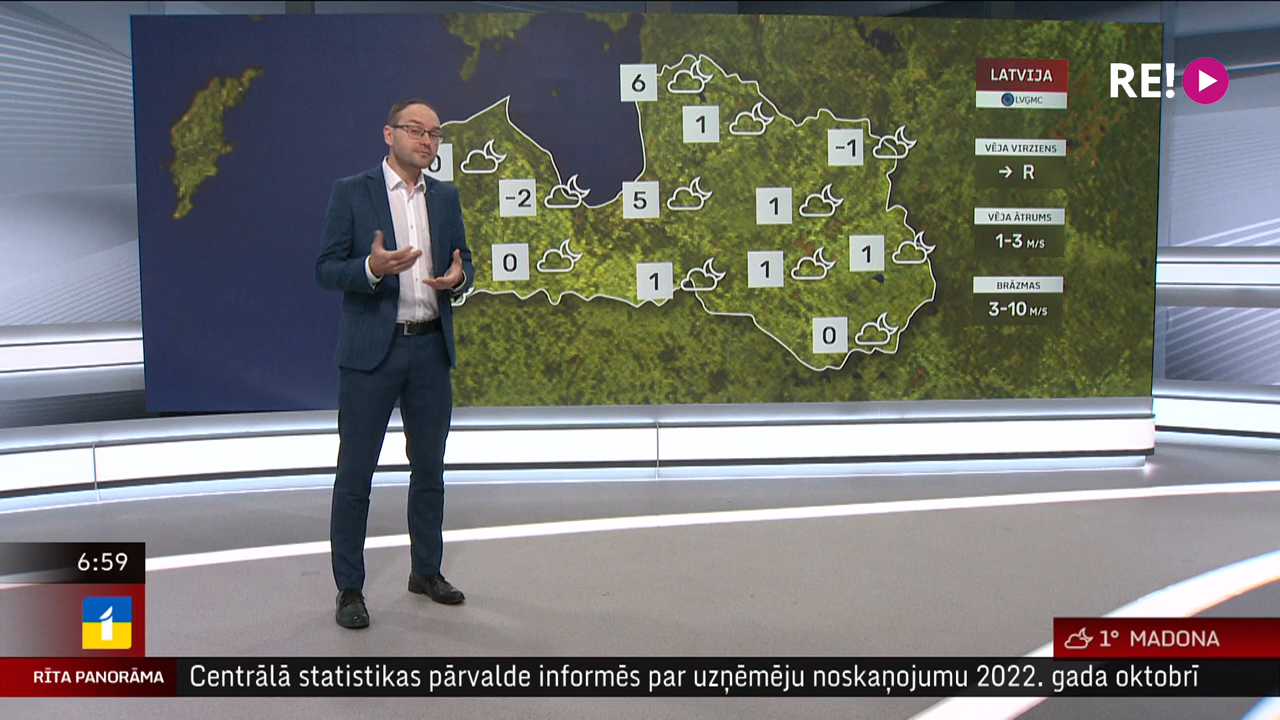 RE!
LATVIJA
LVĢMC
VĒJA VIRZIENS
→ R
VĒJA ĀTRUMS
1-3 M/S
BRĀZMAS
3-10 M/S
6
1
-1
0
-2
5
1
0
1
1
1
0
6:59
1
1° MADONA
RĪTA PANORĀMA
Centrālā statistikas pārvalde informēs par uzņēmēju noskaņojumu 2022. gada oktobrī